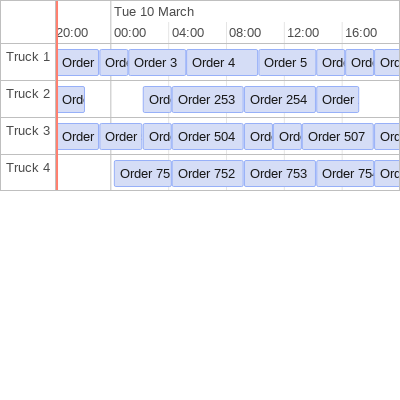 Tue 10 March
20:00 00:00 04:00 08:00 12:00 16:00
Truck 1 Order Ord Order 3 Order 4 Order 5 Ord Ord Ord
Truck 2 Ord Ord Order 253 Order 254 Order
Truck 3 Order Order Ord Order 504 Ord Ord Order 507 Ord
Truck 4 Order 75 Order 752 Order 753 Order 75 Ord